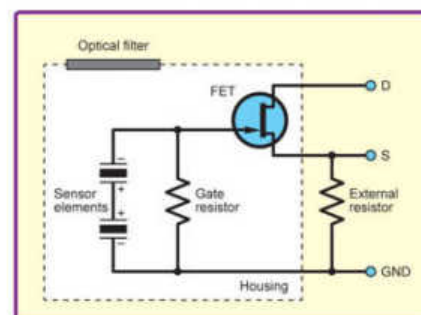 Optical filter
FET
D
S
−
+
+
−
Sensor
elements
Gate
resistor
External
resistor
GND
Housing